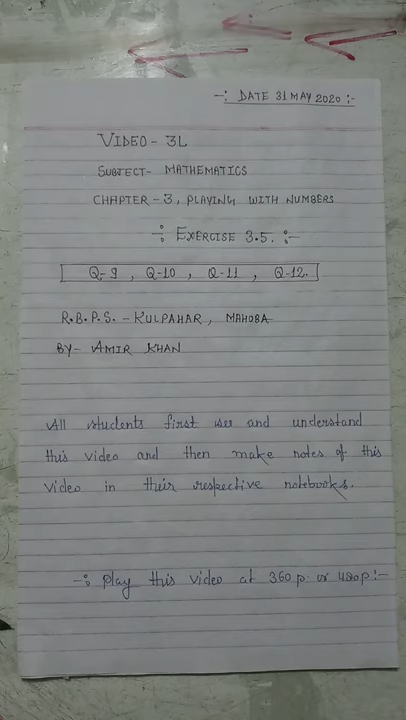 -: DATE 31 MAY 2020 :-
VIDEO - 3L
SUBJECT - MATHEMATICS
CHAPTER - 3, PLAYING WITH NUMBERS
-: EXERCISE 3.5. :-
Q-9 , Q-10 , Q-11 , Q-12.
R.B.P.S. - KULPAHAR, MAHOBA
BY - AMIR KHAN
All students first see and understand
this video and then make notes of this
video in their respective notebooks.
-: Play this video at 360 p. or 480p :-